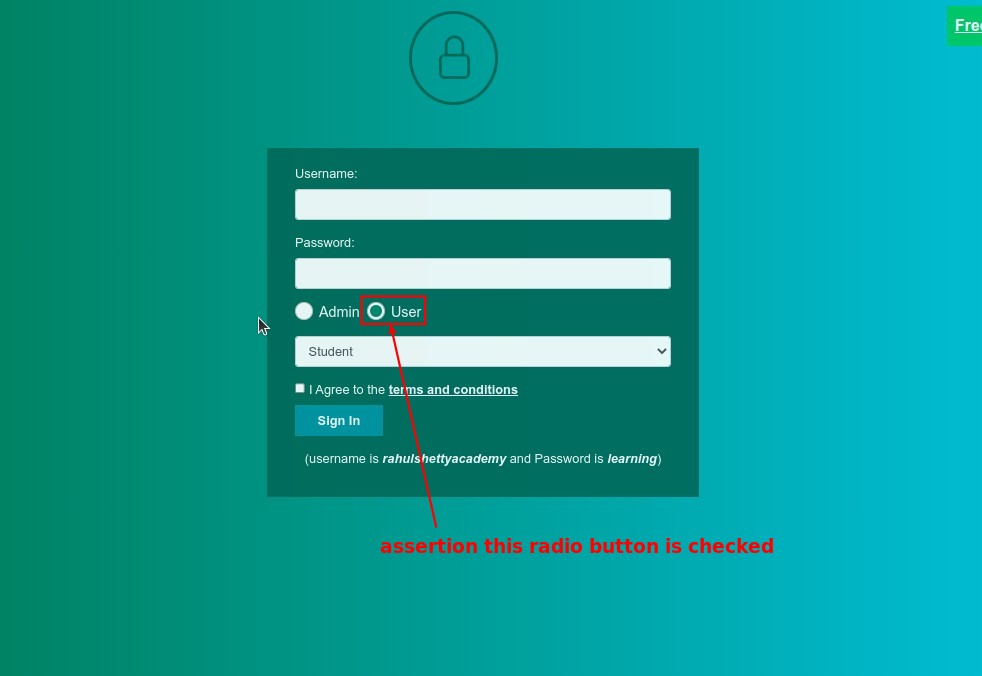 Username:
Password:
Admin User
Student
I Agree to the terms and conditions
Sign In
(username is rahulshettyacademy and Password is learning)
assertion this radio button is checked